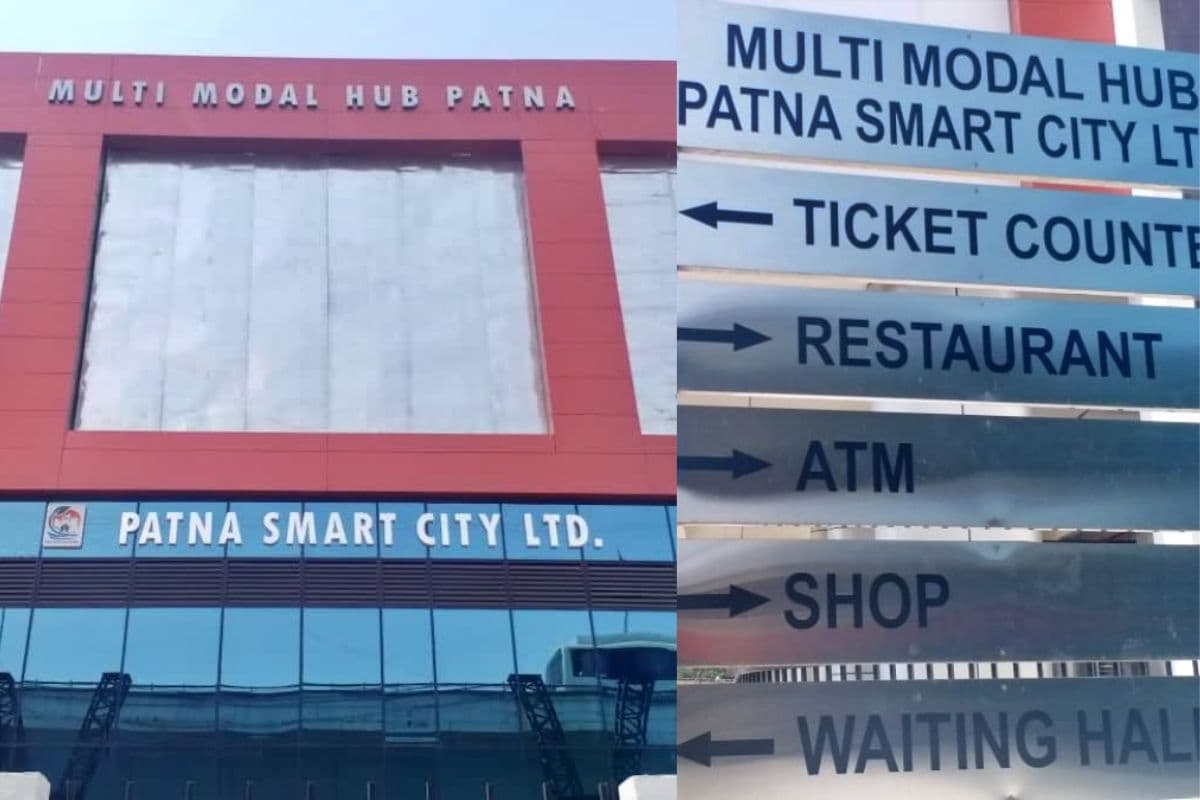 MULTI MODAL HUB PATNA
PATNA SMART CITY LTD.
MULTI MODAL HUB
PATNA SMART CITY LT
TICKET COUNTE
RESTAURANT
ATM
SHOP
WAITING HAL